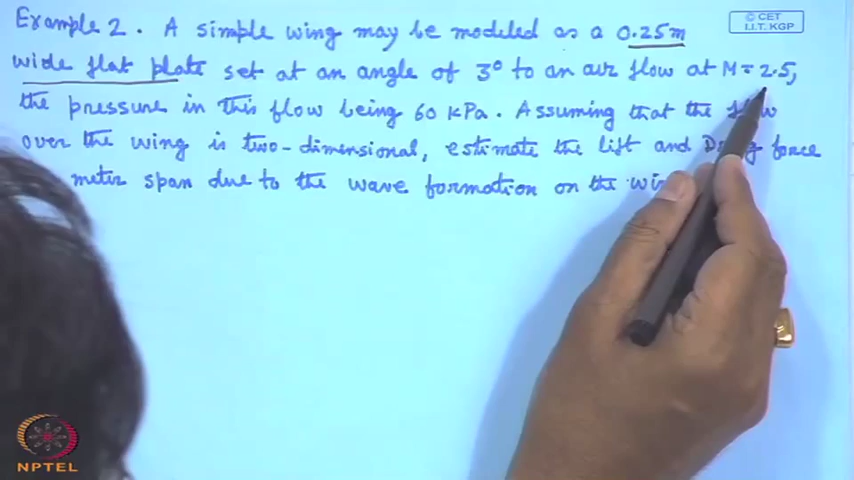 Example 2. A simple wing may be modeled as a 0.25m
wide flat plate set at an angle of 3° to an air flow at M = 2.5,
the pressure in this flow being 60 kPa. Assuming that the flow
over the wing is two-dimensional, estimate the lift and Drag force
meter span due to the wave formation on the
© CET
I.I.T. KGP
NPTEL